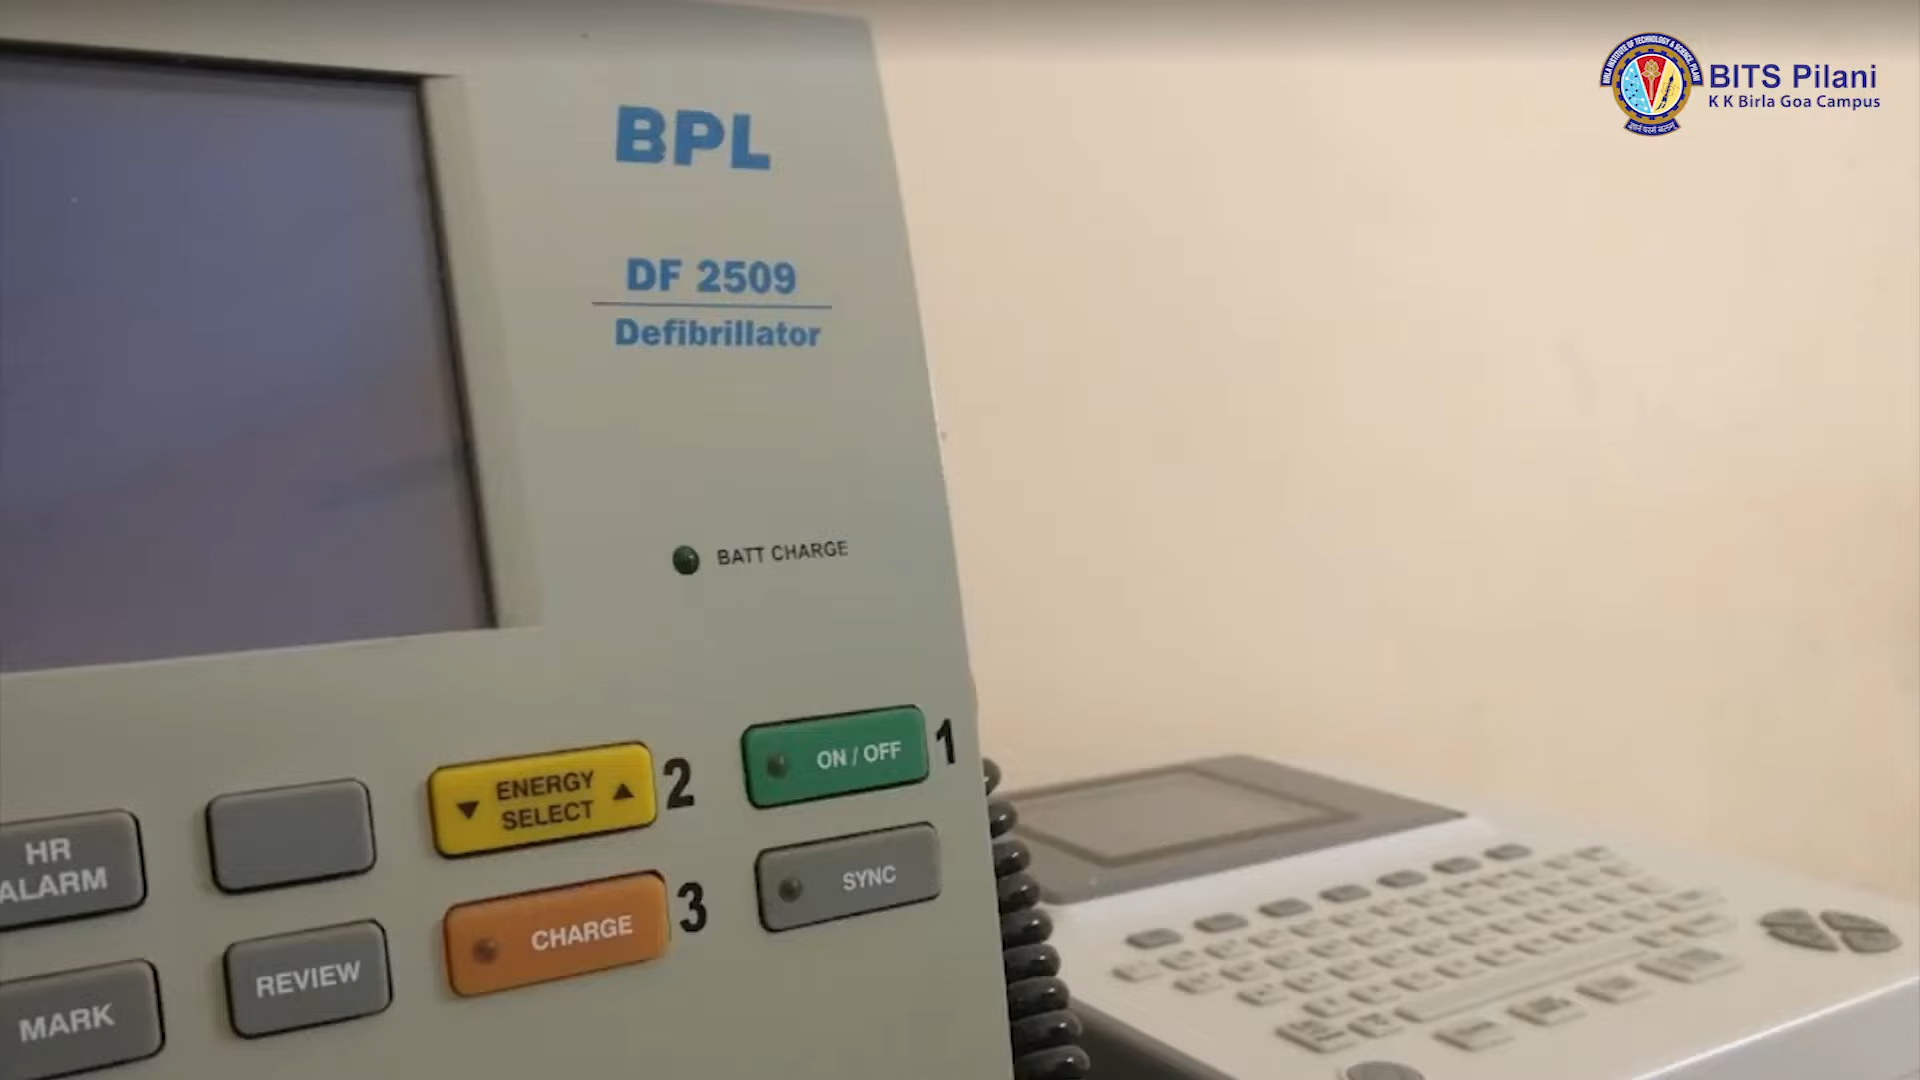 BITS Pilani
K K Birla Goa Campus
BPL
DF 2509
Defibrillator
BATT CHARGE
ENERGY
SELECT
2
ON / OFF
1
HR
ALARM
CHARGE
3
SYNC
REVIEW
MARK